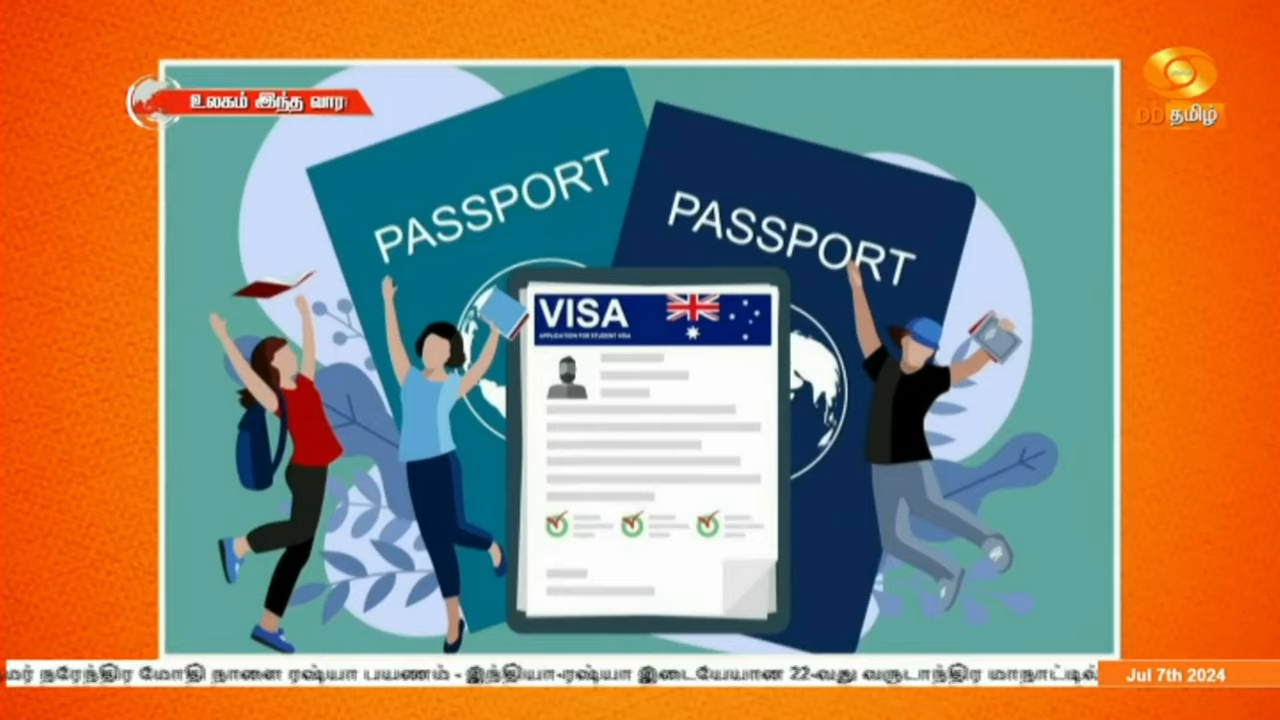 உலகம் இந்த வார
DD தமிழ்
PASSPORT
PASSPORT
VISA
APPLICATION FOR STUDENT VISA
மர் நரேந்திர மோதி நாளை ரஷ்யா பயணம் - இந்தியா-ரஷ்யா இடையேயான 22-வது வருடாந்திர மாநாட்டில்
Jul 7th 2024